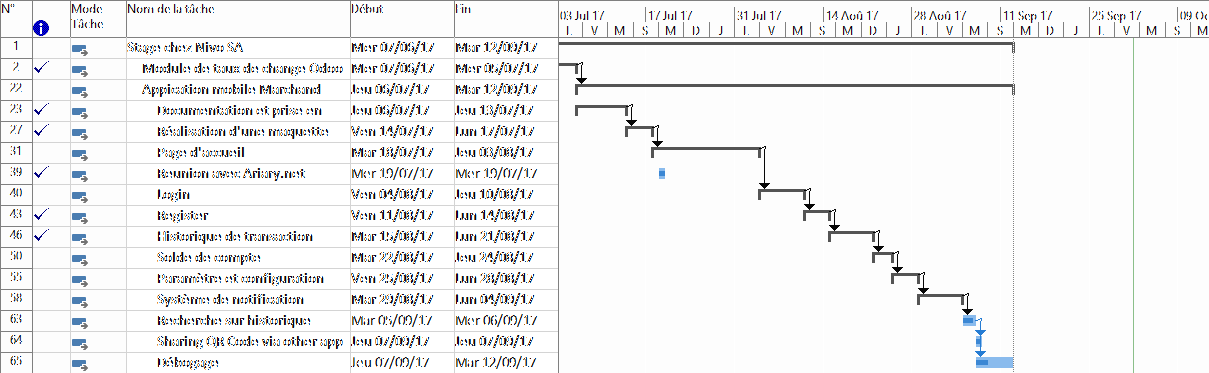 N° Mode Tâche Nom de la tâche Début Fin 03 Jul 17 17 Jul 17 31 Jul 17 14 Aoû 17 28 Aoû 17 11 Sep 17 25 Sep 17 09 Oc
L V M D J S M L V M D J S M L V M D J S M
1 Stage chez Nivo SA Mer 07/06/17 Mar 12/09/17
2 Module de taux de change Odoo Mer 07/06/17 Mer 05/07/17
22 Application mobile Marchand Jeu 06/07/17 Mar 12/09/17
23 Documentation et prise en Jeu 06/07/17 Jeu 13/07/17
27 Réalisation d'une maquette Ven 14/07/17 Lun 17/07/17
31 Page d'accueil Mar 18/07/17 Jeu 03/08/17
39 Reunion avec Ariary.net Mer 19/07/17 Mer 19/07/17
40 Login Ven 04/08/17 Jeu 10/08/17
43 Register Ven 11/08/17 Lun 14/08/17
46 Historique de transaction Mar 15/08/17 Lun 21/08/17
50 Solde de compte Mar 22/08/17 Jeu 24/08/17
55 Paramètre et configuration Ven 25/08/17 Lun 28/08/17
58 Système de notification Mar 29/08/17 Lun 04/09/17
63 Recherche sur historique Mar 05/09/17 Mer 06/09/17
64 Sharing QR Code via other app Jeu 07/09/17 Jeu 07/09/17
65 Débogage Jeu 07/09/17 Mar 12/09/17